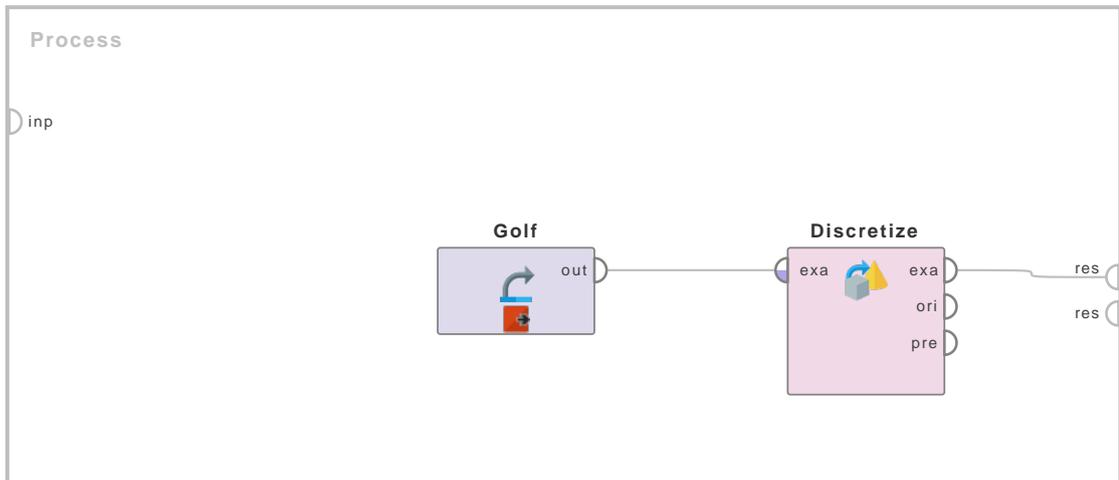 Process
inp
Golf
Discretize
out
exa
exa
res
ori
res
pre